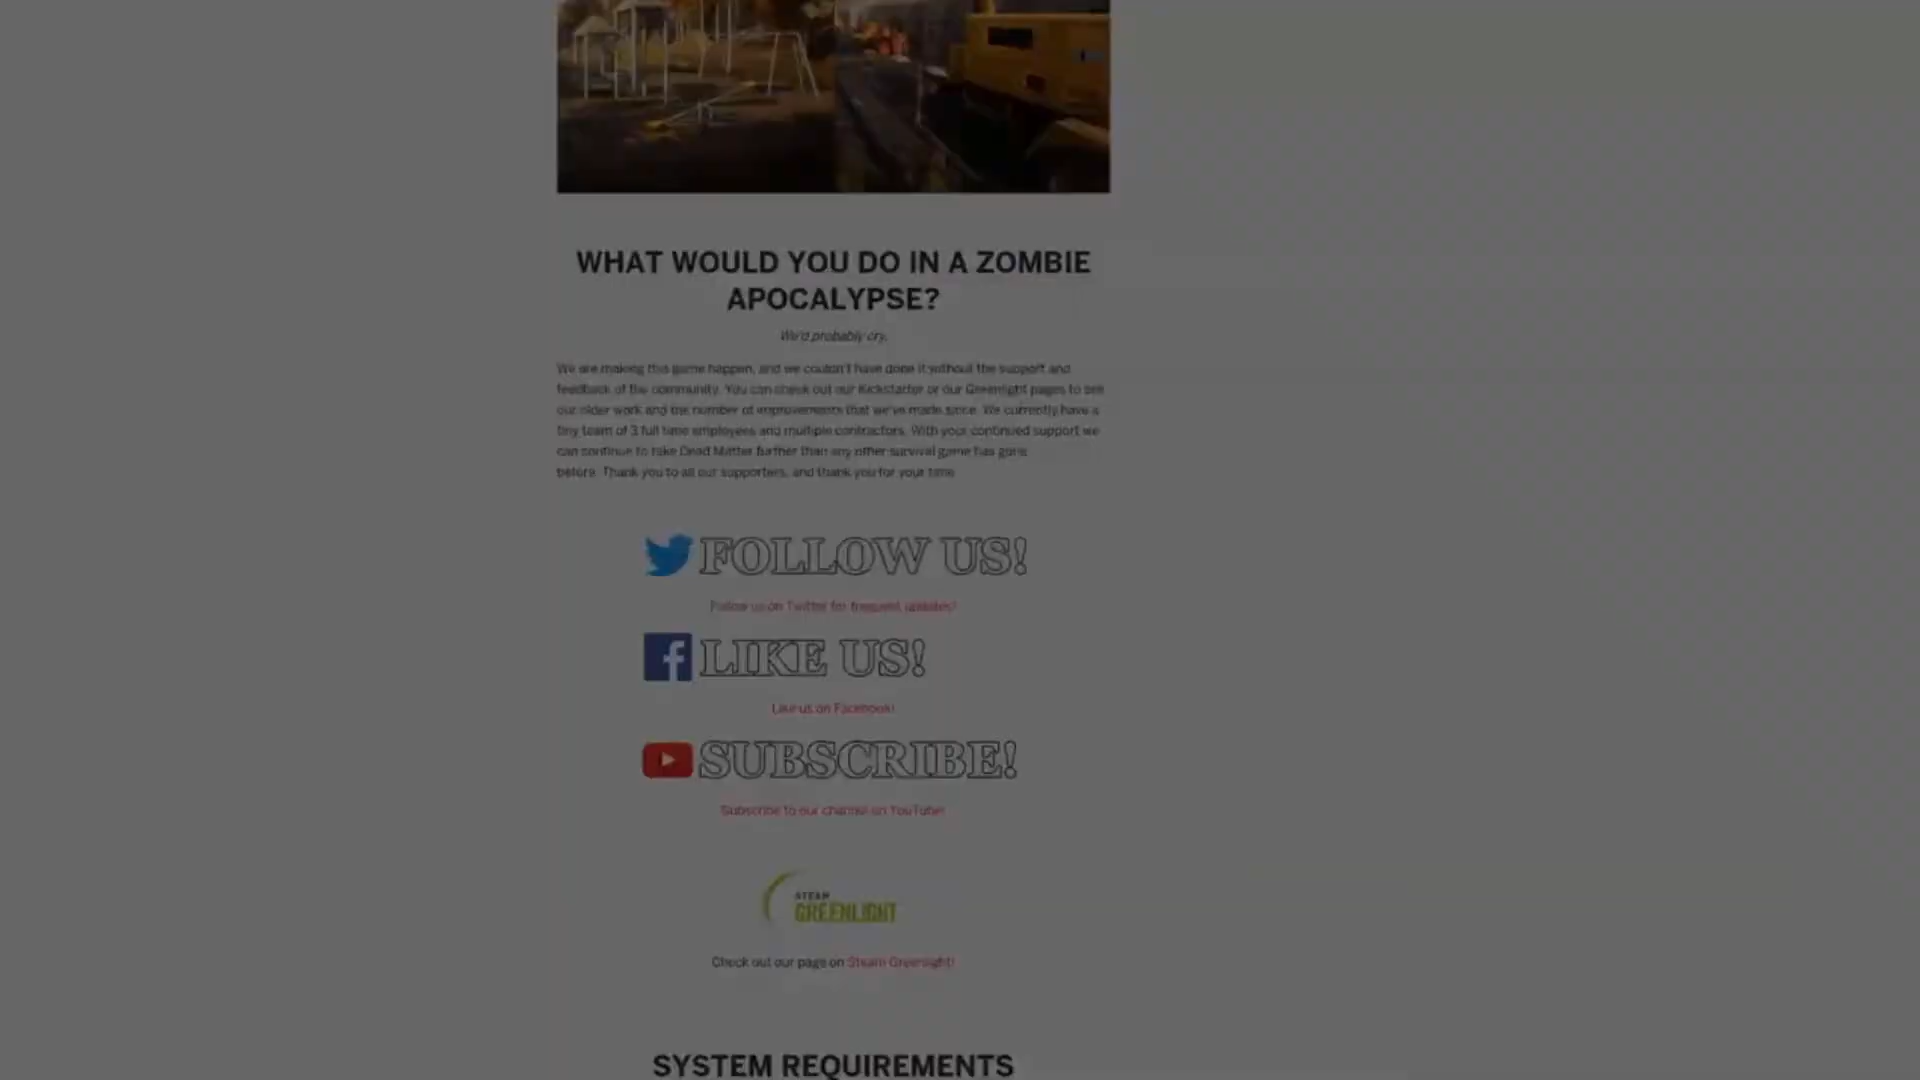 WHAT WOULD YOU DO IN A ZOMBIE
APOCALYPSE?
We'd probably cry.
We are making this game happen, and we couldn't have done it without the support and
feedback of the community. You can check out our Kickstarter or our Greenlight pages to see
our older work and the number of improvements that we've made since. We currently have a
tiny team of 3 full time employees and multiple contractors. With your continued support we
can continue to take Dead Matter further than any other survival game has gone
before. Thank you to all our supporters, and thank you for your time.
FOLLOW US!
Follow us on Twitter for frequent updates!
LIKE US!
Like us on Facebook!
SUBSCRIBE!
Subscribe to our channel on YouTube!
STEAM
GREENLIGHT
Check out our page on Steam Greenlight!
SYSTEM REQUIREMENTS